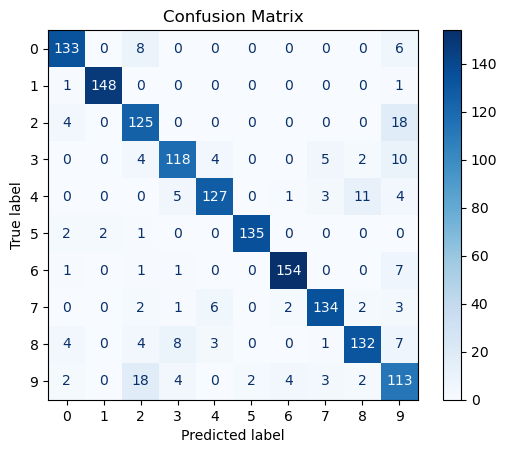 Confusion Matrix
0 133 0 8 0 0 0 0 0 0 6
1 1 148 0 0 0 0 0 0 0 1
2 4 0 125 0 0 0 0 0 0 18
3 0 0 4 118 4 0 0 5 2 10
4 0 0 0 5 127 0 1 3 11 4
5 2 2 1 0 0 135 0 0 0 0
6 1 0 1 1 0 0 154 0 0 7
7 0 0 2 1 6 0 2 134 2 3
8 4 0 4 8 3 0 0 1 132 7
9 2 0 18 4 0 2 4 3 2 113
0 1 2 3 4 5 6 7 8 9
Predicted label
True label
140
120
100
80
60
40
20
0